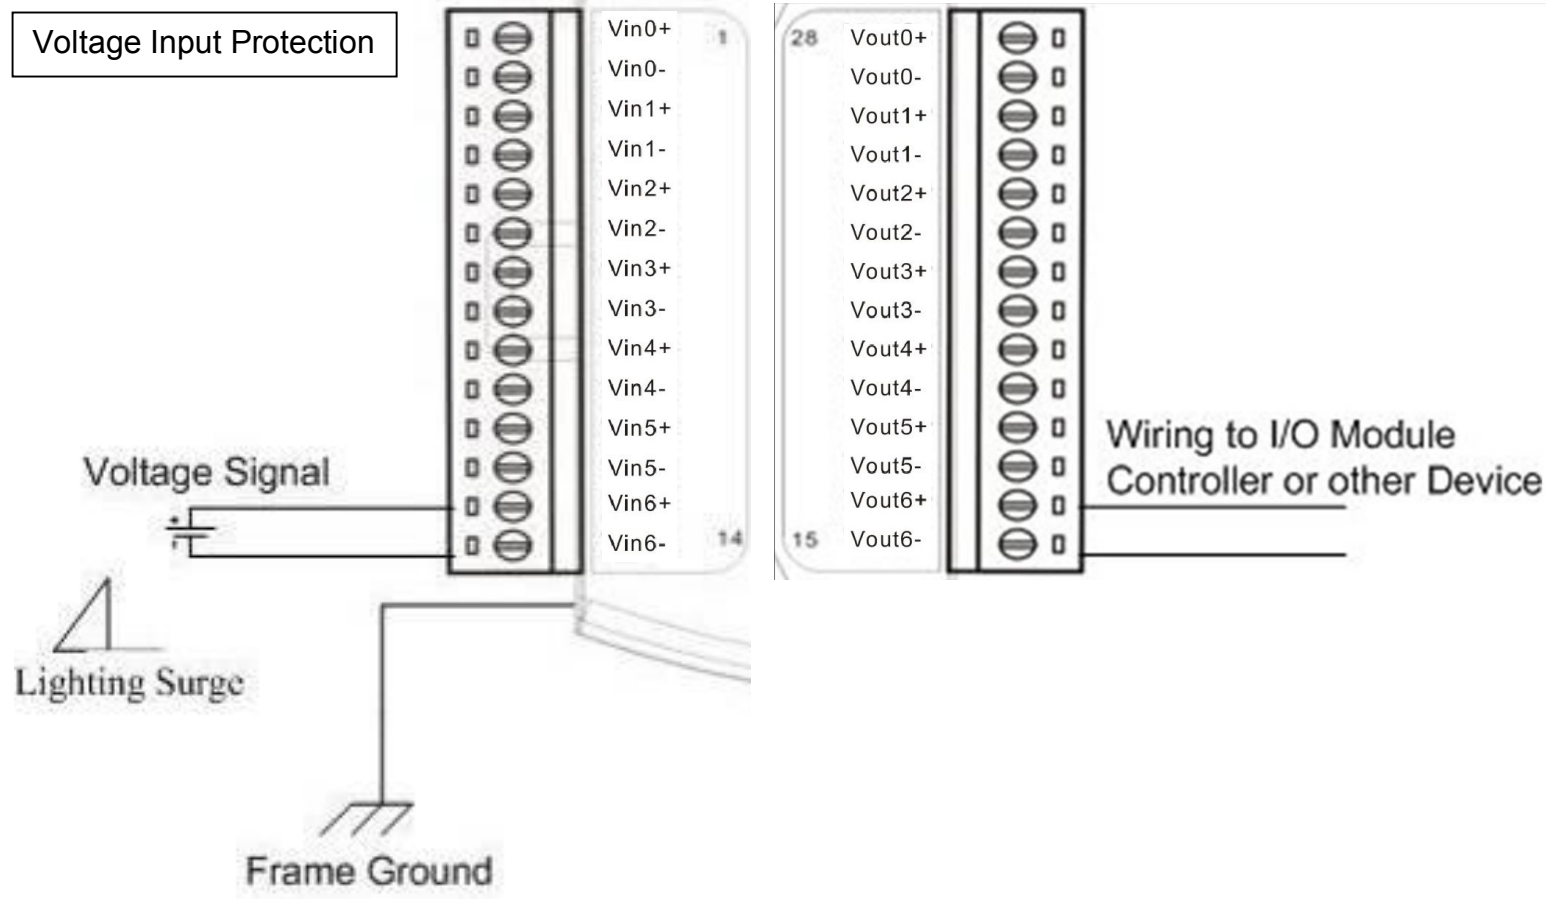 Voltage Input Protection
Vin0+
1
Vin0-
Vin1+
Vin1-
Vin2+
Vin2-
Vin3+
Vin3-
Vin4+
Vin4-
Vin5+
Vin5-
Vin6+
Vin6-
14
28
Vout0+
Vout0-
Vout1+
Vout1-
Vout2+
Vout2-
Vout3+
Vout3-
Vout4+
Vout4-
Vout5+
Vout5-
Vout6+
15
Vout6-
Voltage Signal
+
-
Wiring to I/O Module
Controller or other Device
Lighting Surge
Frame Ground